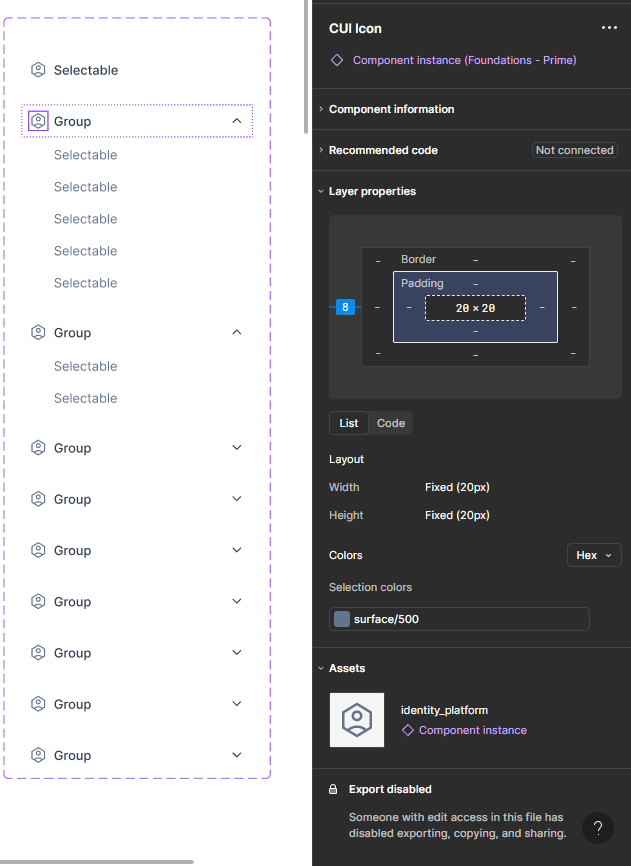 Selectable
Group
Selectable
Selectable
Selectable
Selectable
Selectable
Group
Selectable
Selectable
Group
Group
Group
Group
Group
Group
Group
CUI Icon
Component instance (Foundations - Prime)
Component information
Recommended code
Not connected
Layer properties
– Border – –
Padding –
8 – – 20 × 20 – –
–
– – –
List Code
Layout
Width Fixed (20px)
Height Fixed (20px)
Colors Hex
Selection colors
surface/500
Assets
identity_platform
Component instance
Export disabled
Someone with edit access in this file has
disabled exporting, copying, and sharing.
?